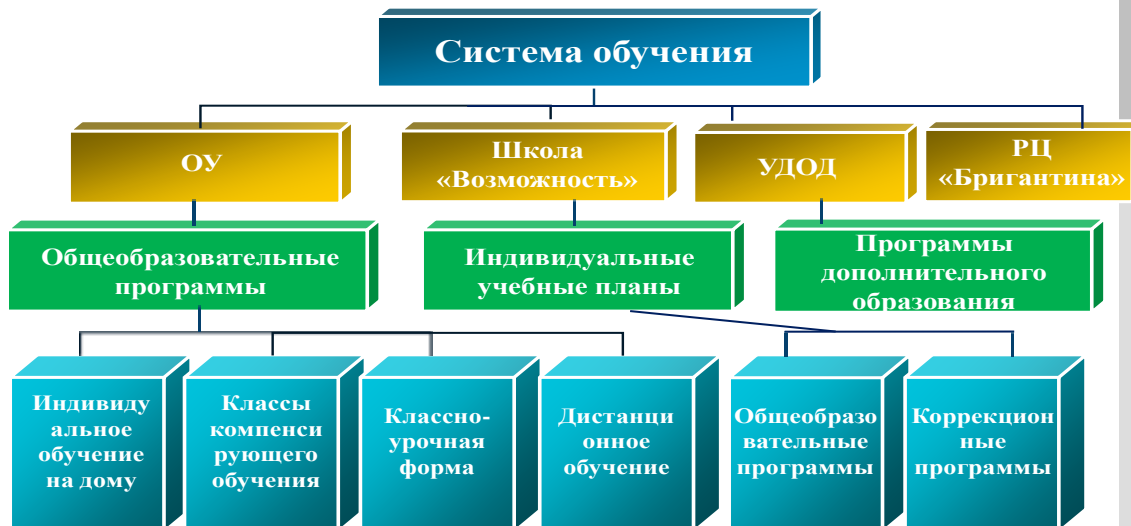 Система обучения
ОУ
Школа
«Возможность»
УДОД
РЦ
«Бригантина»
Общеобразовательные
программы
Индивидуальные
учебные планы
Программы
дополнительного
образования
Индивиду
альное
обучение
на дому
Классы
компенси
рующего
обучения
Классно-
урочная
форма
Дистанци
онное
обучение
Общеобразо
вательные
программы
Коррекцион
ные
программы